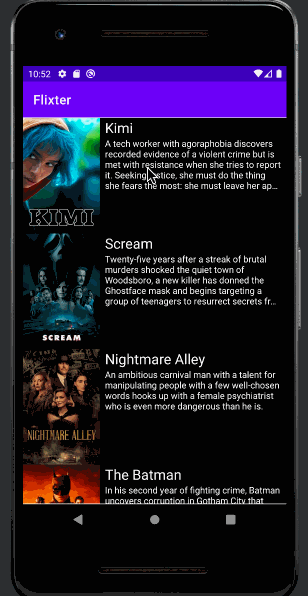 10:52
Flixter
Kimi
A tech worker with agoraphobia discovers
recorded evidence of a violent crime but is
met with resistance when she tries to report
it. Seeking justice, she must do the thing
she fears the most: she must leave her ap…
KIMI
Scream
Twenty-five years after a streak of brutal
murders shocked the quiet town of
Woodsboro, a new killer has donned the
Ghostface mask and begins targeting a
group of teenagers to resurrect secrets fr…
SCREAM
Nightmare Alley
An ambitious carnival man with a talent for
manipulating people with a few well-chosen
words hooks up with a female psychiatrist
who is even more dangerous than he is.
NIGHTMARE ALLEY
The Batman
In his second year of fighting crime, Batman
uncovers corruption in Gotham City that